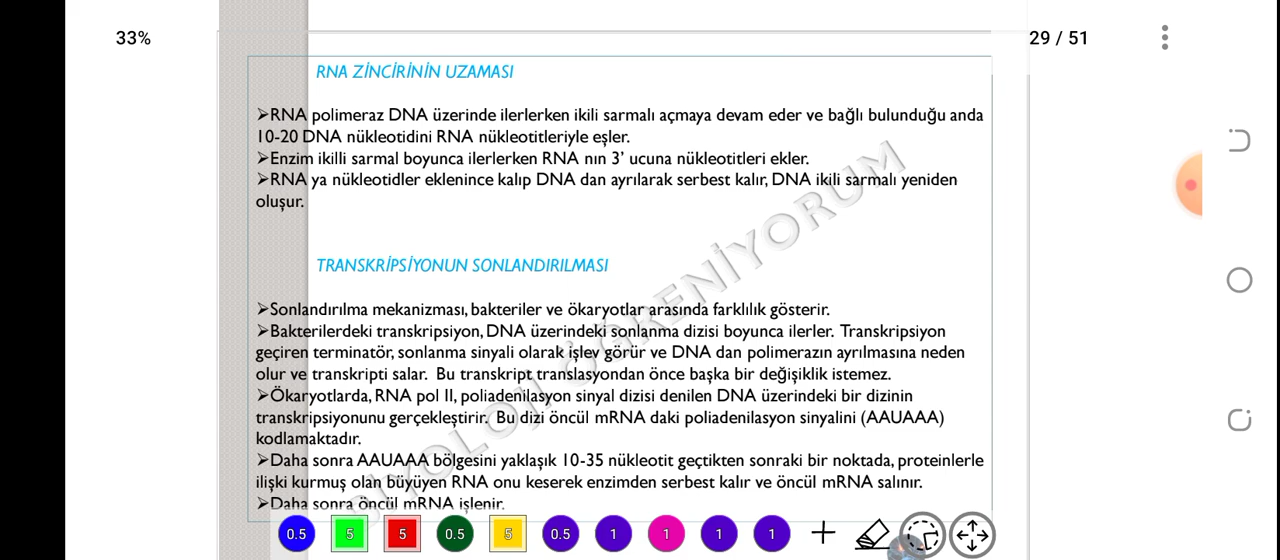 33%
29 / 51
RNA ZİNCİRİNİN UZAMASI
➢RNA polimeraz DNA üzerinde ilerlerken ikili sarmalı açmaya devam eder ve bağlı bulunduğu anda
10-20 DNA nükleotidini RNA nükleotitleriyle eşler.
➢Enzim ikilli sarmal boyunca ilerlerken RNA nın 3’ ucuna nükleotitleri ekler.
➢RNA ya nükleotidler eklenince kalıp DNA dan ayrılarak serbest kalır, DNA ikili sarmalı yeniden
oluşur.
TRANSKRİPSİYONUN SONLANDIRILMASI
➢Sonlandırılma mekanizması, bakteriler ve ökaryotlar arasında farklılık gösterir.
➢Bakterilerdeki transkripsiyon, DNA üzerindeki sonlanma dizisi boyunca ilerler. Transkripsiyon
geçiren terminatör, sonlanma sinyali olarak işlev görür ve DNA dan polimerazın ayrılmasına neden
olur ve transkripti salar. Bu transkript translasyondan önce başka bir değişiklik istemez.
➢Ökaryotlarda, RNA pol II, poliadenilasyon sinyal dizisi denilen DNA üzerindeki bir dizinin
transkripsiyonunu gerçekleştirir. Bu dizi öncül mRNA daki poliadenilasyon sinyalini (AAUAAA)
kodlamaktadır.
➢Daha sonra AAUAAA bölgesini yaklaşık 10-35 nükleotit geçtikten sonraki bir noktada, proteinlerle
ilişki kurmuş olan büyüyen RNA onu keserek enzimden serbest kalır ve öncül mRNA salınır.
➢Daha sonra öncül mRNA işlenir.
BİYOLOJİ ÖĞRENİYORUM
0.5 5 5 0.5 5 0.5 1 1 1 1